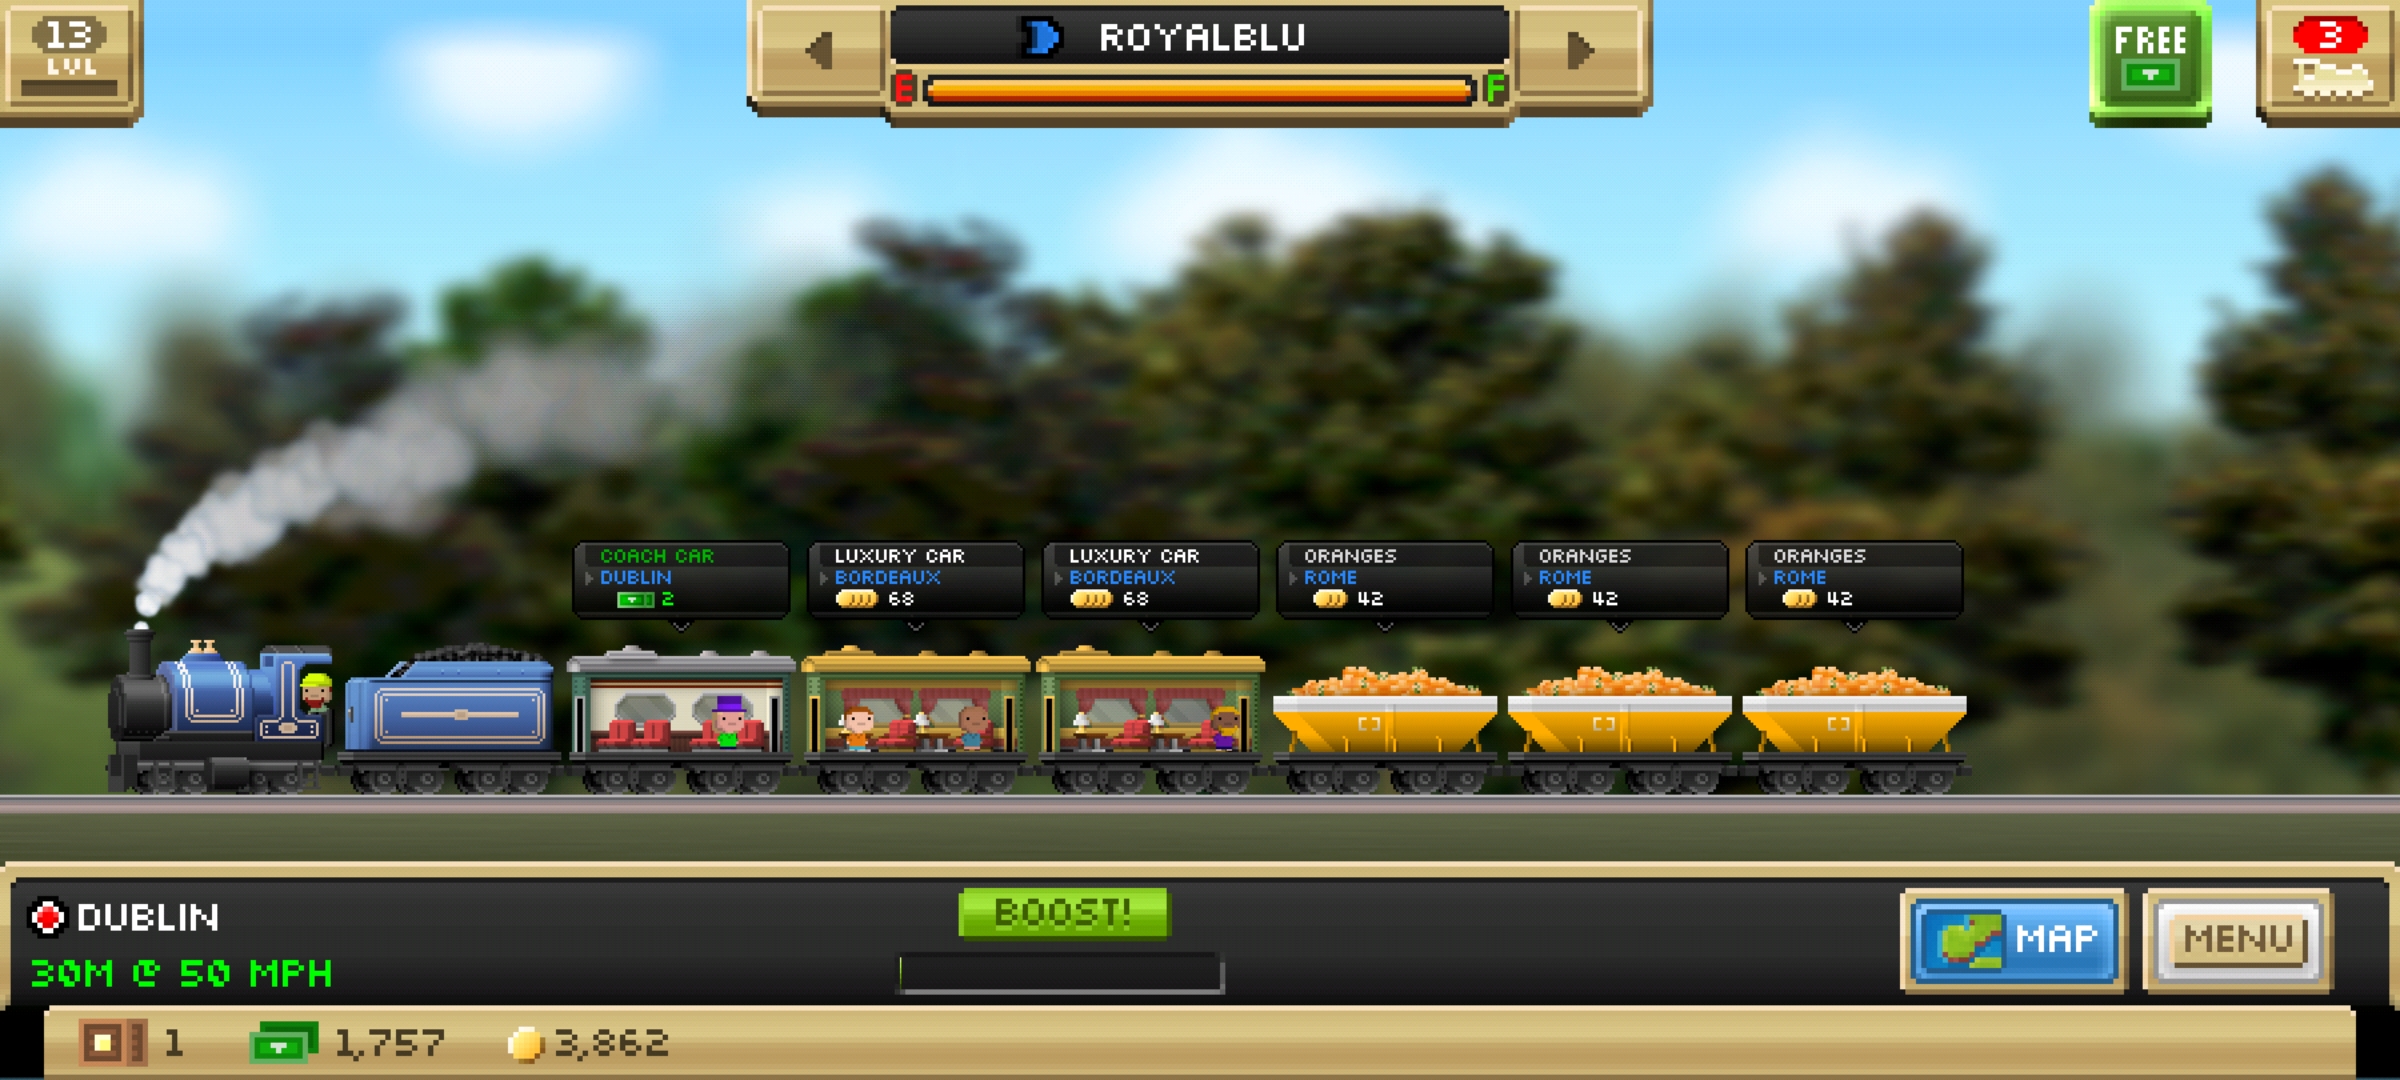 13
LVL
ROYALBLU
E F
FREE
3
COACH CAR
DUBLIN
2
LUXURY CAR
BORDEAUX
68
LUXURY CAR
BORDEAUX
68
ORANGES
ROME
42
ORANGES
ROME
42
ORANGES
ROME
42
DUBLIN
30M @ 50 MPH
BOOST!
MAP
MENU
1
1,757
3,862